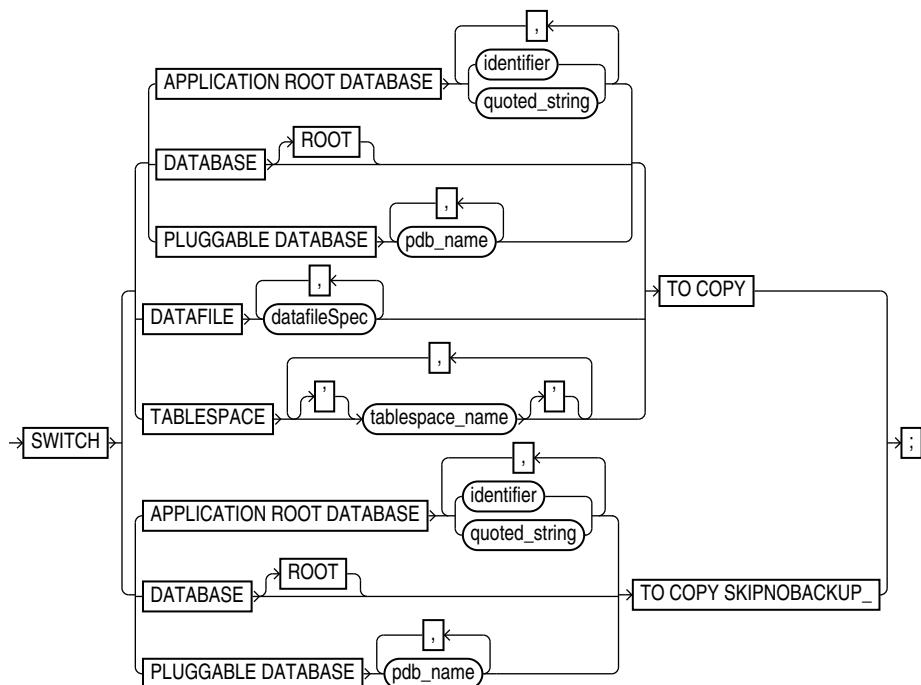 ,
identifier
APPLICATION ROOT DATABASE
quoted_string
ROOT
DATABASE
,
PLUGGABLE DATABASE pdb_name
,
TO COPY
DATAFILE datafileSpec
,
' '
TABLESPACE tablespace_name
SWITCH ;
,
identifier
APPLICATION ROOT DATABASE
quoted_string
ROOT
DATABASE TO COPY SKIPNOBACKUP_
,
PLUGGABLE DATABASE pdb_name